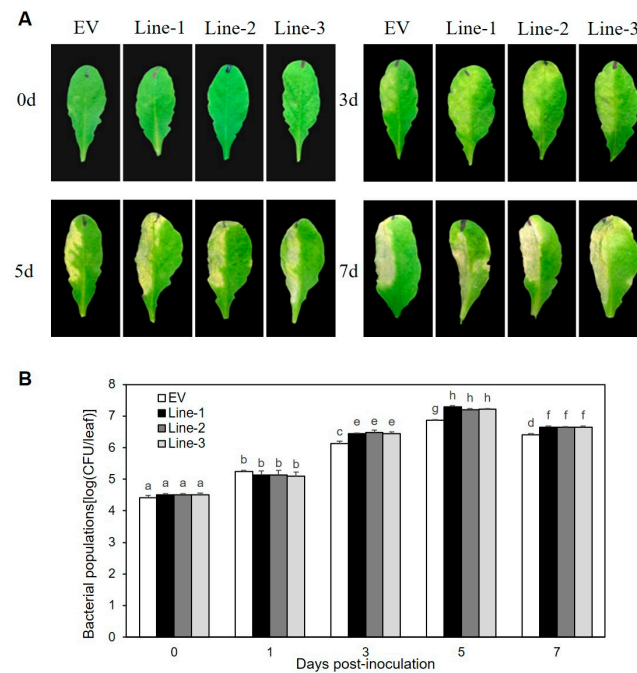 A
EV Line-1 Line-2 Line-3
EV Line-1 Line-2 Line-3
0d
3d
5d
7d
B
Bacterial populations[log(CFU/leaf)]
8
7
6
5
4
3
2
1
0
EV
Line-1
Line-2
Line-3
a a a a
b b b b
c e e e
g h h h
d f f f
0 1 3 5 7
Days post-inoculation